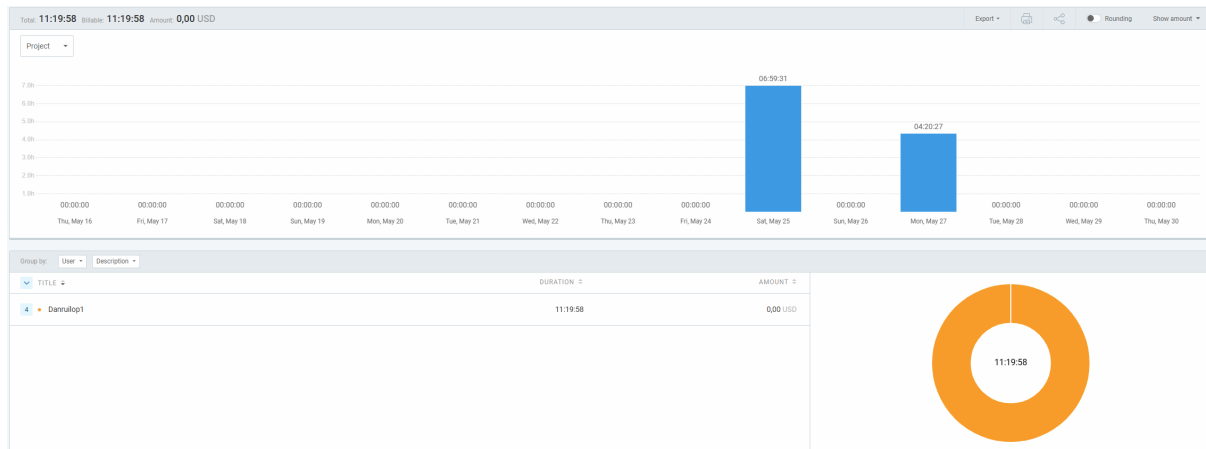 Total: 11:19:58 Billable: 11:19:58 Amount: 0,00 USD Export Rounding Show amount
Project
06:59:31
7.0h
6.0h
5.0h
04:20:27
4.0h
3.0h
2.0h
1.0h
00:00:00 00:00:00 00:00:00 00:00:00 00:00:00 00:00:00 00:00:00 00:00:00 00:00:00 00:00:00 00:00:00 00:00:00 00:00:00
Thu, May 16 Fri, May 17 Sat, May 18 Sun, May 19 Mon, May 20 Tue, May 21 Wed, May 22 Thu, May 23 Fri, May 24 Sat, May 25 Sun, May 26 Mon, May 27 Tue, May 28 Wed, May 29 Thu, May 30
Group by: User Description
TITLE DURATION AMOUNT
4 Danruilop1 11:19:58 0,00 USD
11:19:58